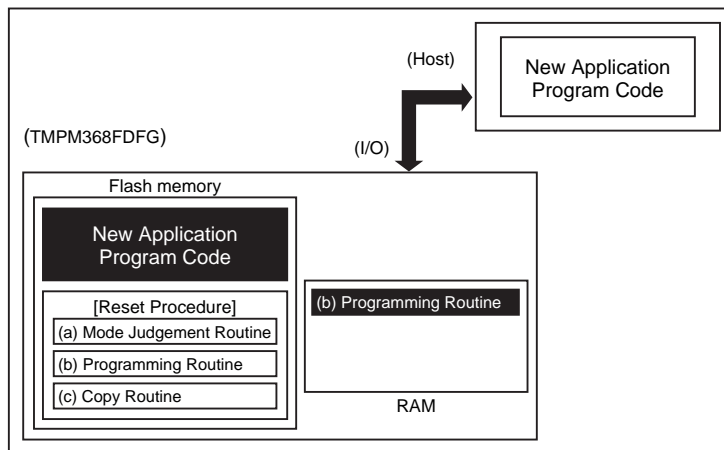 (Host)
New Application
Program Code
(TMPM368FDFG)
(I/O)
Flash memory
New Application
Program Code
[Reset Procedure]
(a) Mode Judgement Routine
(b) Programming Routine
(c) Copy Routine
(b) Programming Routine
RAM